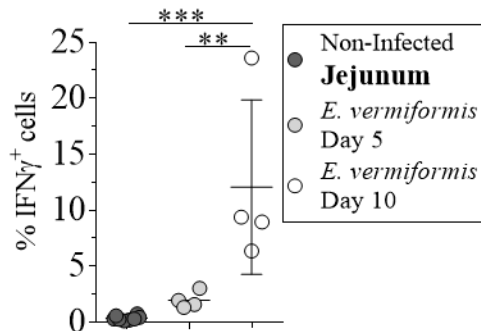 ***
**
25
20
15
10
5
0
% IFNγ+ cells
Non-Infected
Jejunum
E. vermiformis
Day 5
E. vermiformis
Day 10